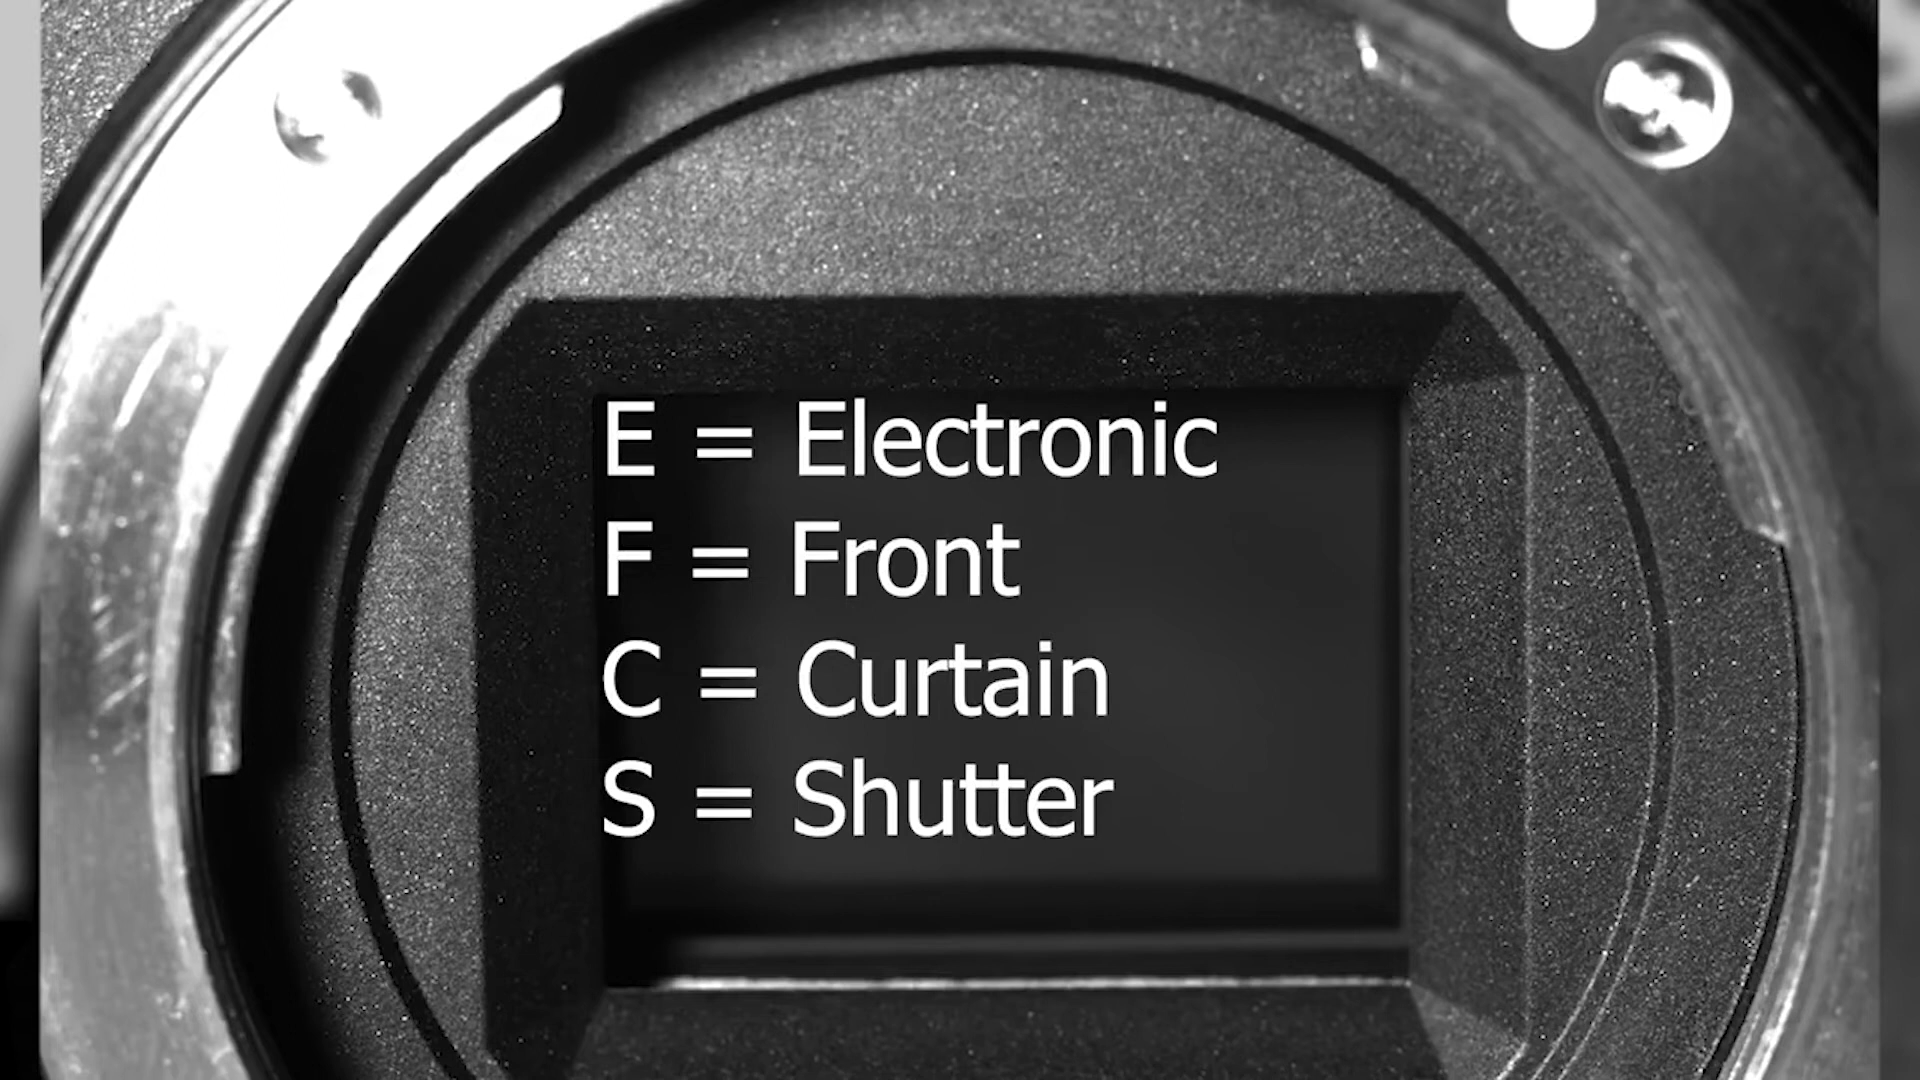 E = Electronic
F = Front
C = Curtain
S = Shutter